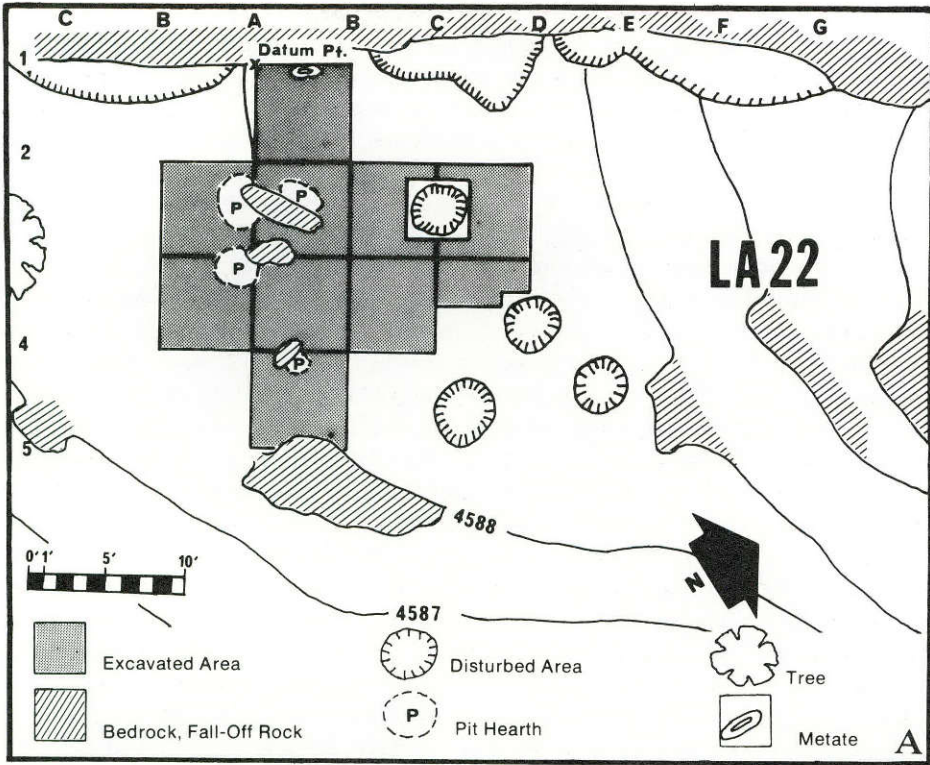 C B A B C D E F G
Datum Pt.
1
2
P P
P
LA 22
4
P
5
4588
0' 1' 5' 10'
N
4587
Excavated Area
Disturbed Area
Tree
Bedrock, Fall-Off Rock
P
Pit Hearth
Metate
A